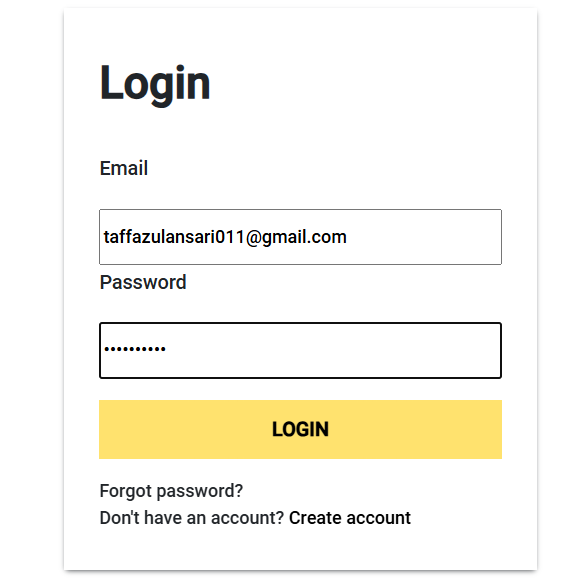 Login
Email
taffazulansari011@gmail.com
Password
••••••••••
LOGIN
Forgot password?
Don't have an account? Create account